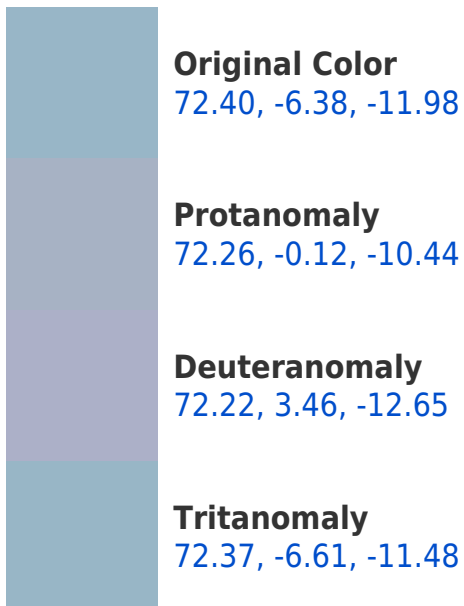 Original Color
72.40, -6.38, -11.98
Protanomaly
72.26, -0.12, -10.44
Deuteranomaly
72.22, 3.46, -12.65
Tritanomaly
72.37, -6.61, -11.48